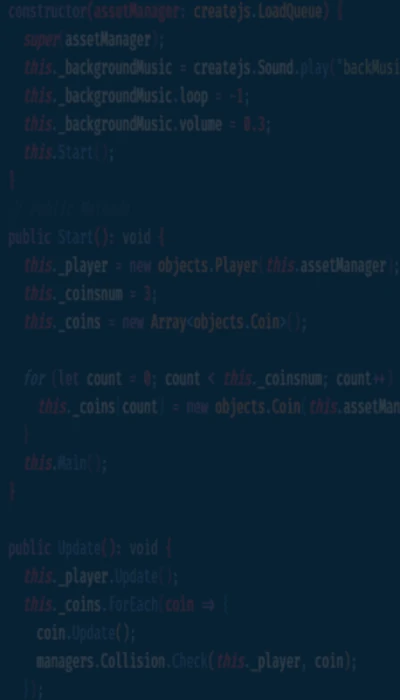 constructor(assetManager: createjs.LoadQueue) {
super(assetManager);
this._backgroundMusic = createjs.Sound.play("backMusi
this._backgroundMusic.loop = -1;
this._backgroundMusic.volume = 0.3;
this.Start();
}
// Public Methods
public Start(): void {
this._player = new objects.Player(this.assetManager);
this._coinsnum = 3;
this._coins = new Array<objects.Coin>();
for (let count = 0; count < this._coinsnum; count++) {
this._coins[count] = new objects.Coin(this.assetMan
}
this.Main();
}
public Update(): void {
this._player.Update();
this._coins.forEach(coin => {
coin.Update();
managers.Collision.Check(this._player, coin);
});